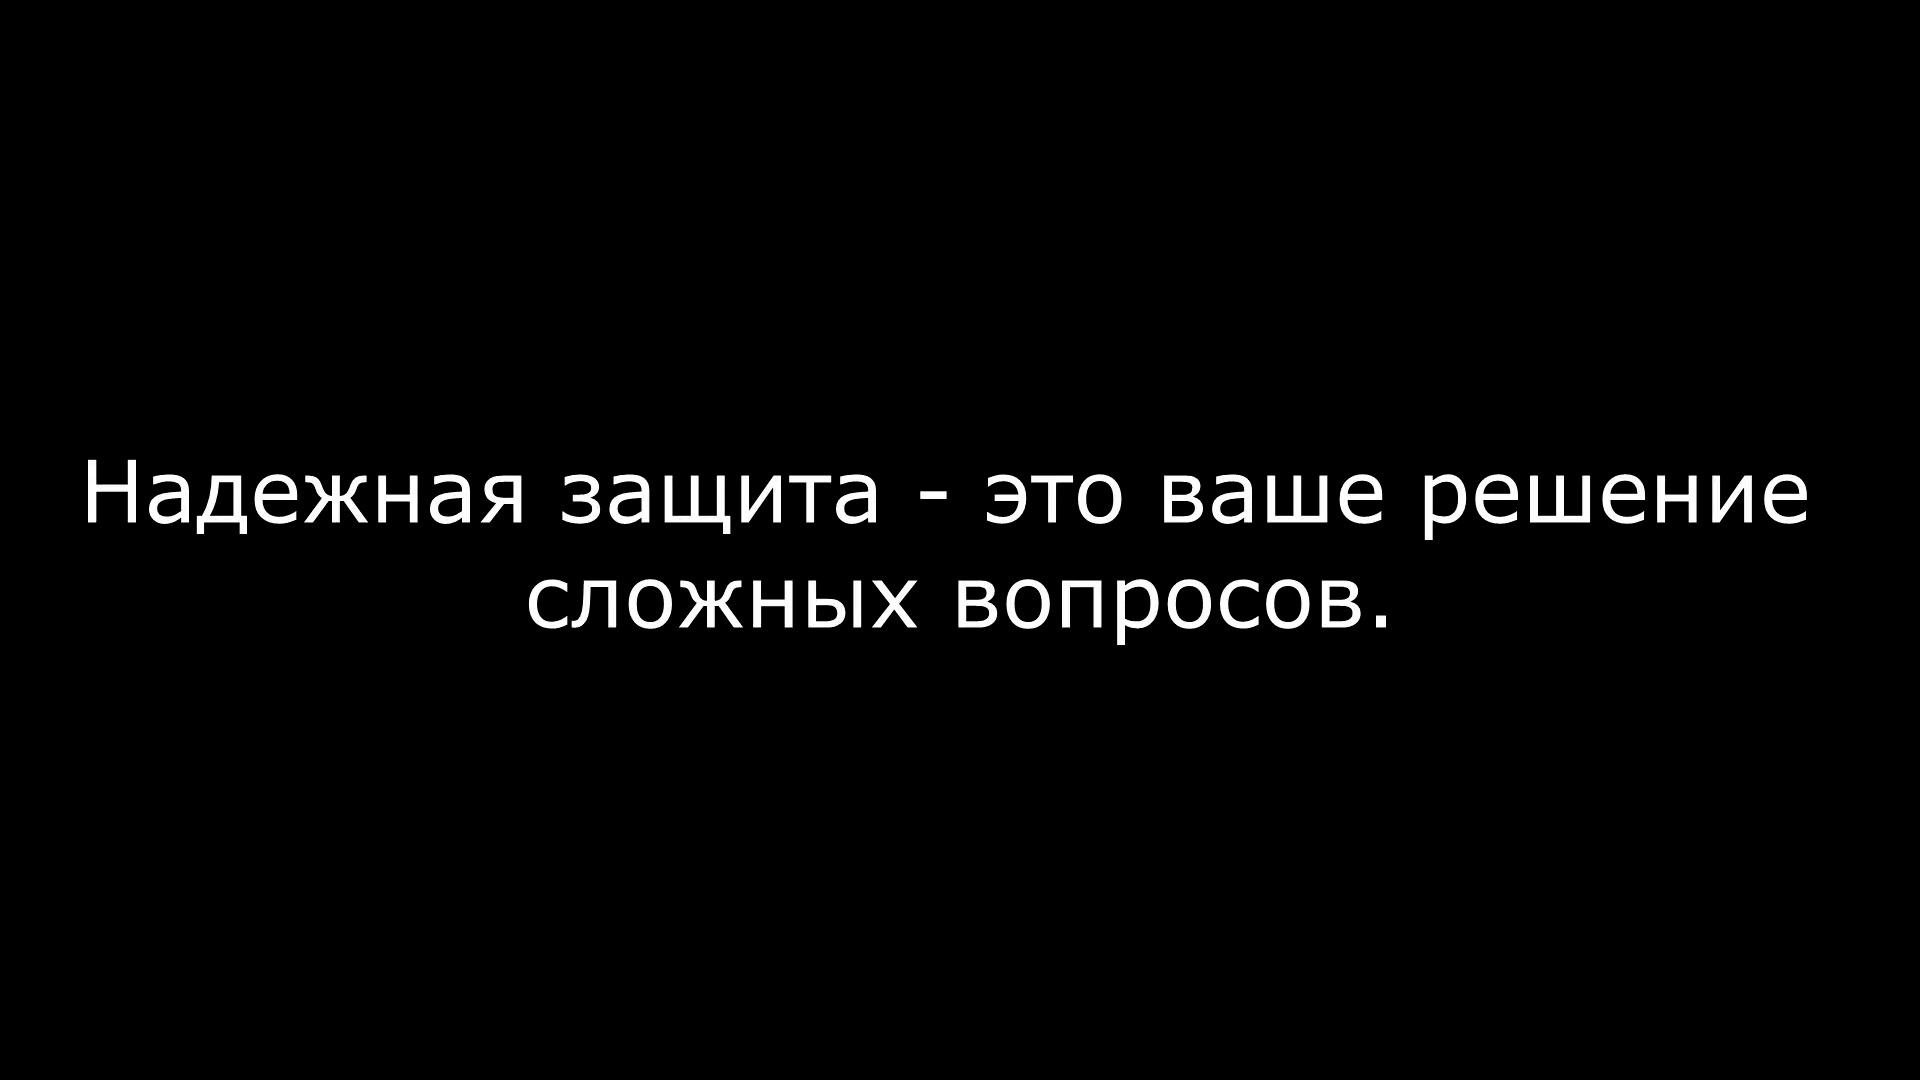 Надежная защита - это ваше решение
сложных вопросов.